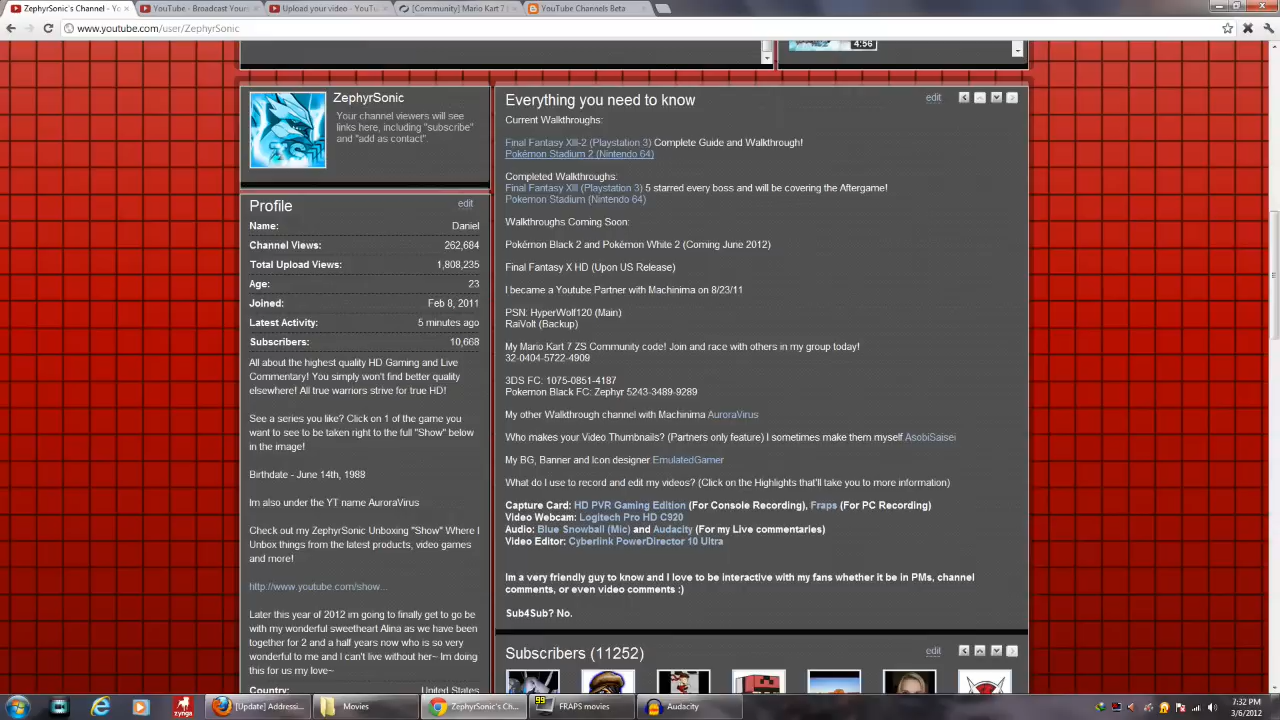 ZephyrSonic's Channel - Yo
YouTube - Broadcast Yours
Upload your video - YouTu
[Community] Mario Kart 7
YouTube Channels Beta
www.youtube.com/user/ZephyrSonic
4:56
ZephyrSonic
Your channel viewers will see
links here, including "subscribe"
and "add as contact".
Profile
edit
Name: Daniel
Channel Views: 262,684
Total Upload Views: 1,808,235
Age: 23
Joined: Feb 8, 2011
Latest Activity: 5 minutes ago
Subscribers: 10,668
All about the highest quality HD Gaming and Live
Commentary! You simply won't find better quality
elsewhere! All true warriors strive for true HD!
See a series you like? Click on 1 of the game you
want to see to be taken right to the full "Show" below
in the image!
Birthdate - June 14th, 1988
Im also under the YT name AuroraVirus
Check out my ZephyrSonic Unboxing "Show" Where I
Unbox things from the latest products, video games
and more!
http://www.youtube.com/show...
Later this year of 2012 im going to finally get to go be
with my wonderful sweetheart Alina as we have been
together for 2 and a half years now who is so very
wonderful to me and I can't live without her~ Im doing
this for us my love~
Country: United States
Everything you need to know
edit
Current Walkthroughs:
Final Fantasy XIII-2 (Playstation 3) Complete Guide and Walkthrough!
Pokémon Stadium 2 (Nintendo 64)
Completed Walkthroughs:
Final Fantasy XIII (Playstation 3) 5 starred every boss and will be covering the Aftergame!
Pokemon Stadium (Nintendo 64)
Walkthroughs Coming Soon:
Pokémon Black 2 and Pokémon White 2 (Coming June 2012)
Final Fantasy X HD (Upon US Release)
I became a Youtube Partner with Machinima on 8/23/11
PSN: HyperWolf120 (Main)
RaiVolt (Backup)
My Mario Kart 7 ZS Community code! Join and race with others in my group today!
32-0404-5722-4909
3DS FC: 1075-0851-4187
Pokemon Black FC: Zephyr 5243-3489-9289
My other Walkthrough channel with Machinima AuroraVirus
Who makes your Video Thumbnails? (Partners only feature) I sometimes make them myself AsobiSaisei
My BG, Banner and Icon designer EmulatedGamer
What do I use to record and edit my videos? (Click on the Highlights that'll take you to more information)
Capture Card: HD PVR Gaming Edition (For Console Recording), Fraps (For PC Recording)
Video Webcam: Logitech Pro HD C920
Audio: Blue Snowball (Mic) and Audacity (For my Live commentaries)
Video Editor: Cyberlink PowerDirector 10 Ultra
Im a very friendly guy to know and I love to be interactive with my fans whether it be in PMs, channel
comments, or even video comments :)
Sub4Sub? No.
Subscribers (11252)
edit
zynga
[Update] Addressi...
Movies
ZephyrSonic's Ch...
99
FRAPS movies
Audacity
7:32 PM
3/6/2012